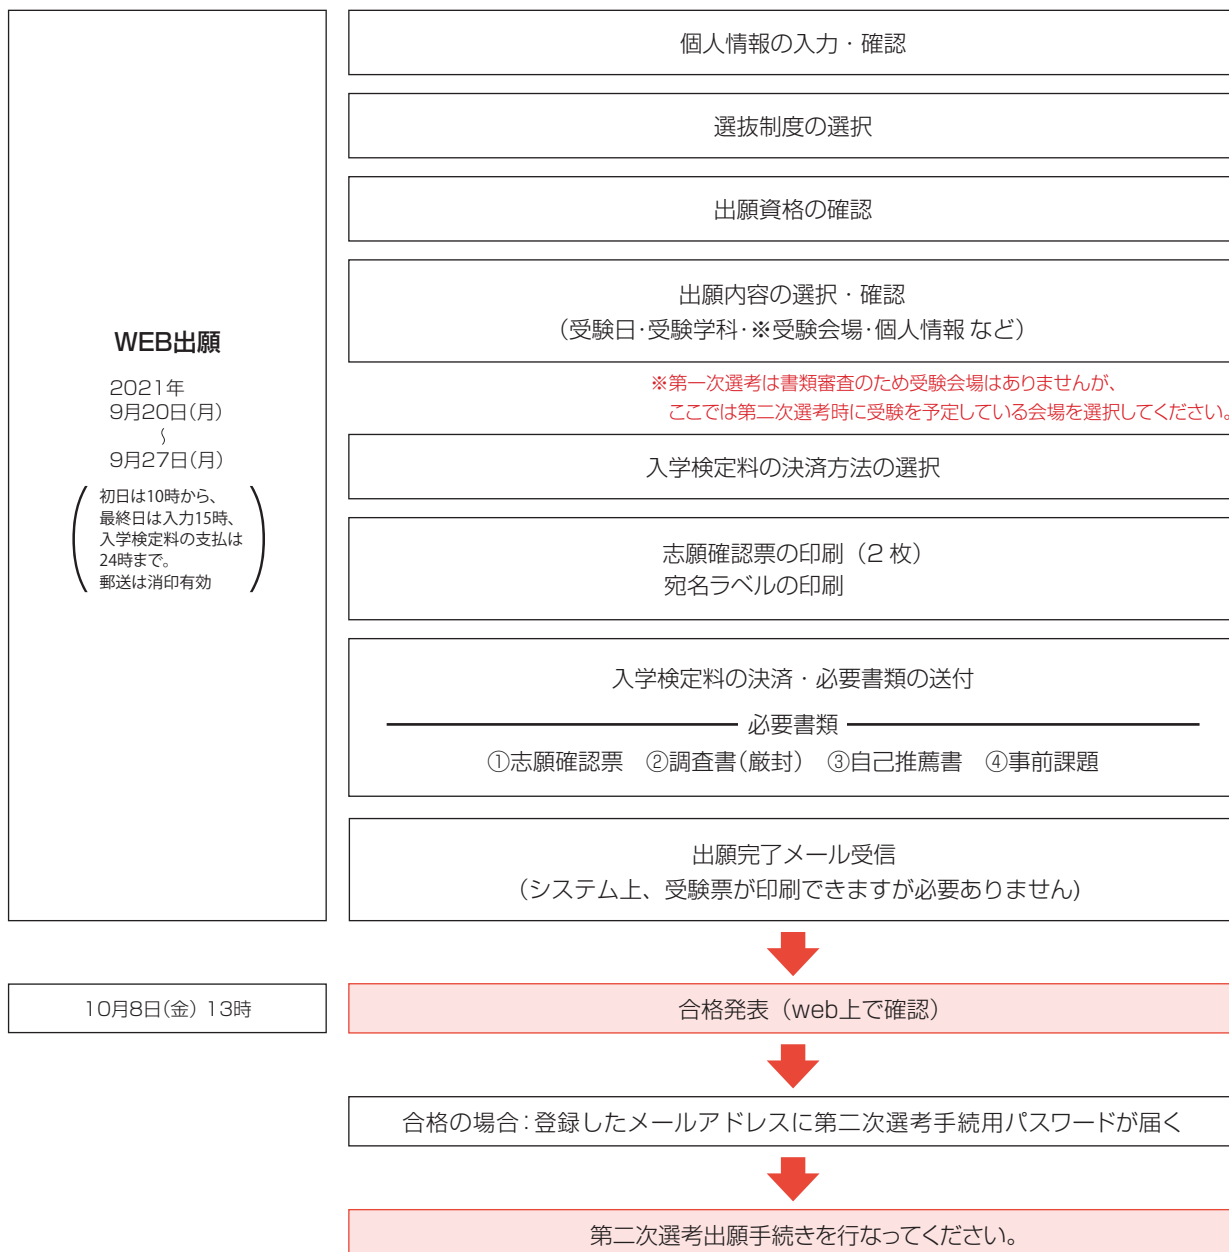 個人情報の入力・確認
選抜制度の選択
出願資格の確認
出願内容の選択・確認
（受験日・受験学科・※受験会場・個人情報 など）
※第一次選考は書類審査のため受験会場はありませんが、
ここでは第二次選考時に受験を予定している会場を選択してください。
WEB出願
2021年
9月20日（月）
〜
9月27日（月）
初日は10時から、
最終日は入力15時、
入学検定料の支払は
24時まで。
郵送は消印有効
入学検定料の決済方法の選択
志願確認票の印刷（2 枚）
宛名ラベルの印刷
入学検定料の決済・必要書類の送付
必要書類
①志願確認票　②調査書（厳封）　③自己推薦書　④事前課題
出願完了メール受信
（システム上、受験票が印刷できますが必要ありません)
10月8日（金） 13時
合格発表（web上で確認）
合格の場合：登録したメールアドレスに第二次選考手続用パスワードが届く
第二次選考出願手続きを行なってください。